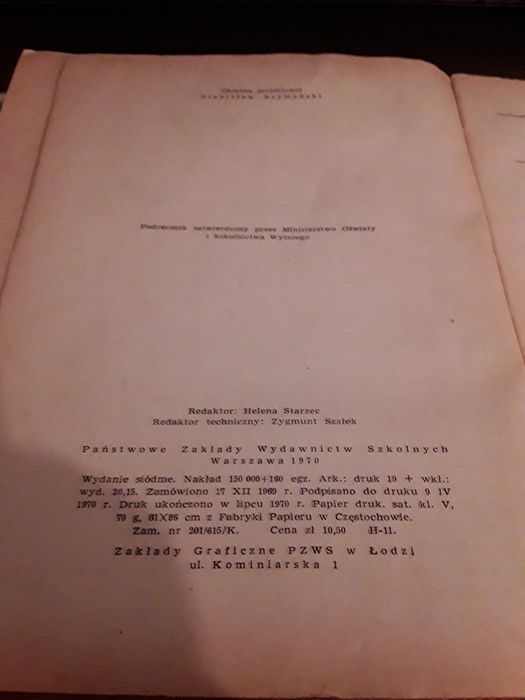 Okładkę projektował
Stanisław Szymański
Podręcznik zatwierdzony przez Ministerstwo Oświaty
i Szkolnictwa Wyższego
Redaktor: Helena Starzec
Redaktor techniczny: Zygmunt Szałek
Państwowe Zakłady Wydawnictw Szkolnych
Warszawa 1970
Wydanie siódme. Nakład 150 000+160 egz. Ark.: druk 19 + wkl.:
wyd. 20,15. Zamówiono 17 XII 1969 r. Podpisano do druku 9 IV
1970 r. Druk ukończono w lipcu 1970 r. Papier druk. sat. kl. V,
70 g, 61X86 cm z Fabryki Papieru w Częstochowie.
Zam. nr 201/615/K. Cena zł 10,50 H-11.
Zakłady Graficzne PZWS w Łodzi
ul. Kominiarska 1